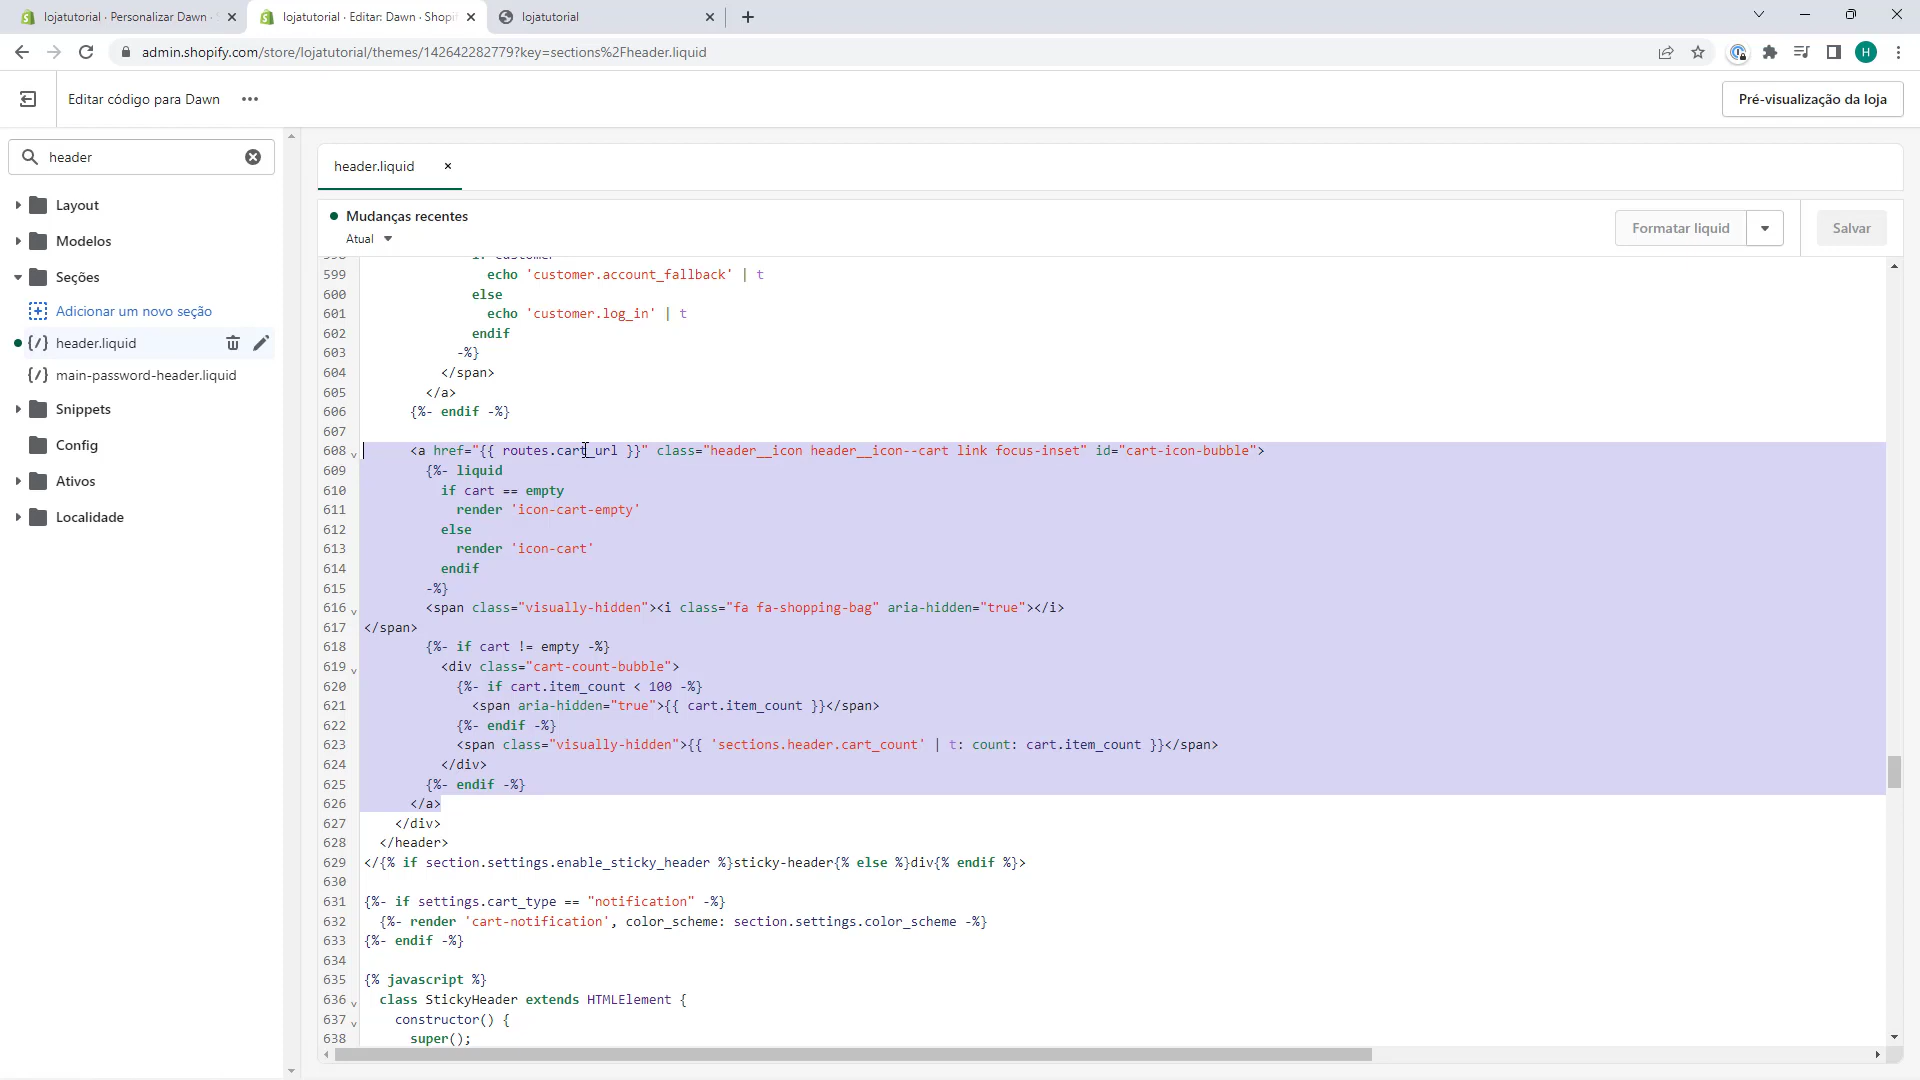 lojatutorial · Personalizar Dawn ·
lojatutorial · Editar: Dawn · Shopi
lojatutorial
admin.shopify.com/store/lojatutorial/themes/142642282779?key=sections%2Fheader.liquid
H
Editar código para Dawn
Pré-visualização da loja
header
Layout
Modelos
Seções
Adicionar um novo seção
header.liquid
main-password-header.liquid
Snippets
Config
Ativos
Localidade
header.liquid
Mudanças recentes
Atual
Formatar liquid
Salvar
598 if customer
599 echo 'customer.account_fallback' | t
600 else
601 echo 'customer.log_in' | t
602 endif
603 -%}
604 </span>
605 </a>
606 {%- endif -%}
607
608 <a href="{{ routes.cart_url }}" class="header__icon header__icon--cart link focus-inset" id="cart-icon-bubble">
609 {%- liquid
610 if cart == empty
611 render 'icon-cart-empty'
612 else
613 render 'icon-cart'
614 endif
615 -%}
616 <span class="visually-hidden"><i class="fa fa-shopping-bag" aria-hidden="true"></i>
617 </span>
618 {%- if cart != empty -%}
619 <div class="cart-count-bubble">
620 {%- if cart.item_count < 100 -%}
621 <span aria-hidden="true">{{ cart.item_count }}</span>
622 {%- endif -%}
623 <span class="visually-hidden">{{ 'sections.header.cart_count' | t: count: cart.item_count }}</span>
624 </div>
625 {%- endif -%}
626 </a>
627 </div>
628 </header>
629 </{% if section.settings.enable_sticky_header %}sticky-header{% else %}div{% endif %}>
630
631 {%- if settings.cart_type == "notification" -%}
632 {%- render 'cart-notification', color_scheme: section.settings.color_scheme -%}
633 {%- endif -%}
634
635 {% javascript %}
636 class StickyHeader extends HTMLElement {
637 constructor() {
638 super();